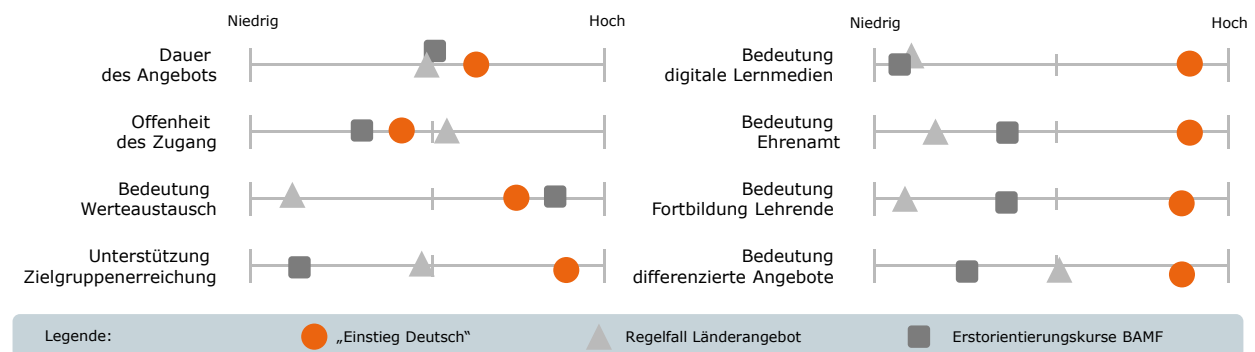 Niedrig
Hoch
Dauer
des Angebots
Offenheit
des Zugang
Bedeutung
Werteaustausch
Unterstützung
Zielgruppenerreichung
Niedrig
Hoch
Bedeutung
digitale Lernmedien
Bedeutung
Ehrenamt
Bedeutung
Fortbildung Lehrende
Bedeutung
differenzierte Angebote
Legende:
„Einstieg Deutsch“
Regelfall Länderangebot
Erstorientierungskurse BAMF